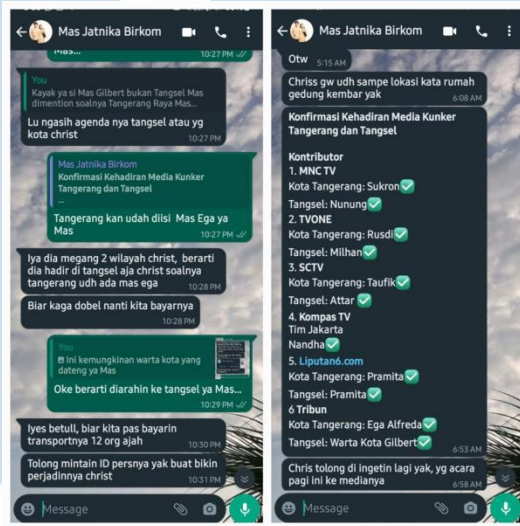 Mas Jatnika Birkom
Mas...
10:27 PM
You
Kayak ya si Mas Gilbert bukan Tangsel Mas
dimention soalnya Tangerang Raya Mas...
Lu ngasih agenda nya tangsel atau yg
kota christ
10:27 PM
Mas Jatnika Birkom
Konfirmasi Kehadiran Media Kunker
Tangerang dan Tangsel
...
Tangerang kan udah diisi Mas Ega ya
Mas
10:27 PM
Iya dia megang 2 wilayah christ, berarti
dia hadir di tangsel aja christ soalnya
tangerang udh ada mas ega
10:28 PM
Biar kaga dobel nanti kita bayarnya
10:28 PM
You
Ini kemungkinan warta kota yang
dateng ya Mas
Oke berarti diarahin ke tangsel ya Mas...
10:29 PM
Iyes betull, biar kita pas bayarin
transportnya 12 org ajah
10:30 PM
Tolong mintain ID persnya yak buat bikin
perjadinnya christ
10:31 PM
Message
Mas Jatnika Birkom
Otw
5:15 AM
Chriss gw udh sampe lokasi kata rumah
gedung kembar yak
6:08 AM
Konfirmasi Kehadiran Media Kunker
Tangerang dan Tangsel
Kontributor
1. MNC TV
Kota Tangerang: Sukron✅
Tangsel: Nunung✅
2. TVONE
Kota Tangerang: Rusdi✅
Tangsel: Milhan✅
3. SCTV
Kota Tangerang: Taufik✅
Tangsel: Attar ✅
4. Kompas TV
Tim Jakarta
Nandha✅
5. Liputan6.com
Kota Tangerang: Pramita✅
Tangsel: Pramita✅
6 Tribun
Kota Tangerang: Ega Alfreda✅
Tangsel: Warta Kota Gilbert✅
6:53 AM
Chris tolong di ingetin lagi yak, yg acara
pagi ini ke medianya
6:58 AM
Message